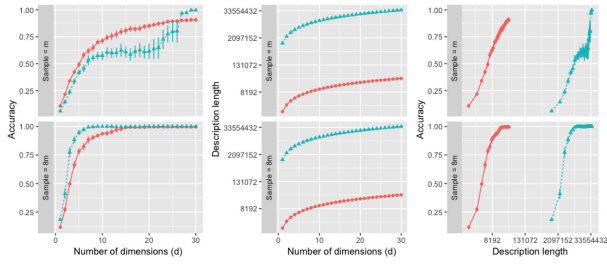 1.00
0.75
0.50
0.25
Sample = m
1.00
0.75
0.50
0.25
Sample = 8m
Accuracy
0 10 20 30
Number of dimensions (d)
33554432
2097152
131072
8192
Sample = m
33554432
2097152
131072
8192
Sample = 8m
Description length
0 10 20 30
Number of dimensions (d)
1.00
0.75
0.50
0.25
Sample = m
1.00
0.75
0.50
0.25
Sample = 8m
Accuracy
8192 131072 2097152 33554432
Description length